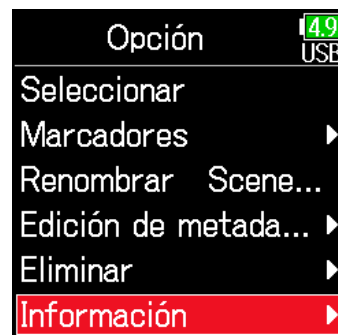 Opción
4.9
USB
Seleccionar
Marcadores
Renombrar Scene...
Edición de metada...
Eliminar
Información